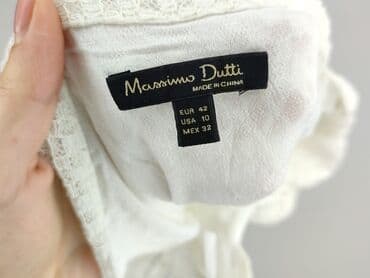 Massimo Dutti
MADE IN CHINA
EUR 42
USA 10
MEX 32